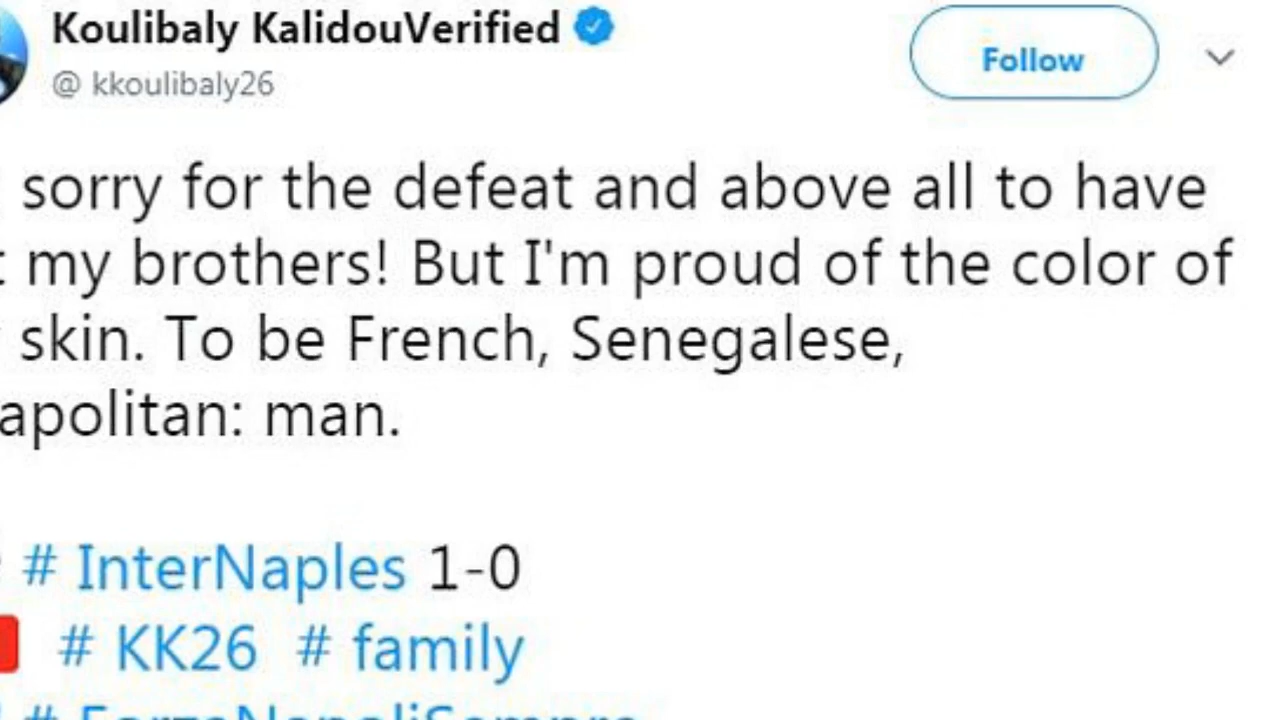 Koulibaly KalidouVerified
@ kkoulibaly26
Follow
sorry for the defeat and above all to have
my brothers! But I'm proud of the color of
skin. To be French, Senegalese,
apolitan: man.
# InterNaples 1-0
# KK26 # family
# ForzaNapoliSempre